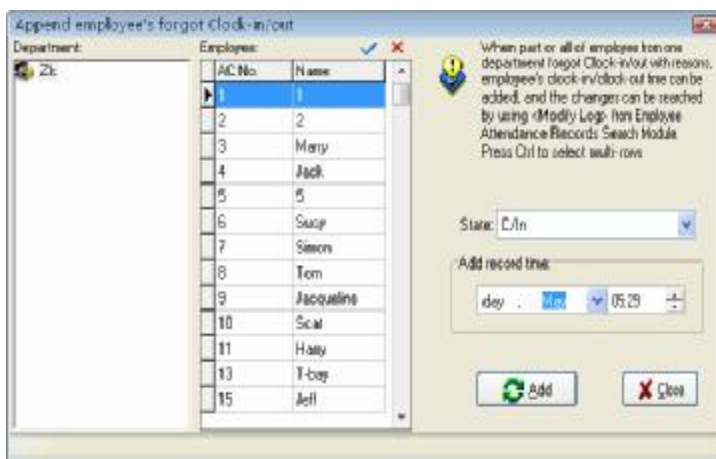 Append employee's forgot Clock-in/out
Department:
Zk
Employee:
AC No. Name
1 1
2 2
3 Merry
4 Jack
5 5
6 Sucy
7 Simon
8 Tom
9 Jacqueline
10 Scal
11 Harry
13 T-bay
15 Jeff
When part or all of employee from one
department forgot Clock-in/out with reasons,
employee's clock-in/clock-out time can be
added, and the changes can be searched
by using <Modify Log> from Employee
Attendance Records Search Module
Press Ctrl to select multi-rows
State: C/In
Add record time:
day . May 05:29
Add
Close